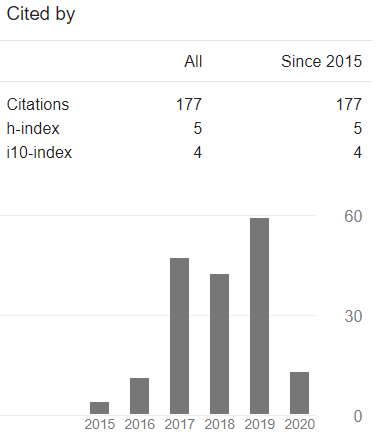 Cited by
All Since 2015
Citations 177 177
h-index 5 5
i10-index 4 4
60
30
0
2015 2016 2017 2018 2019 2020